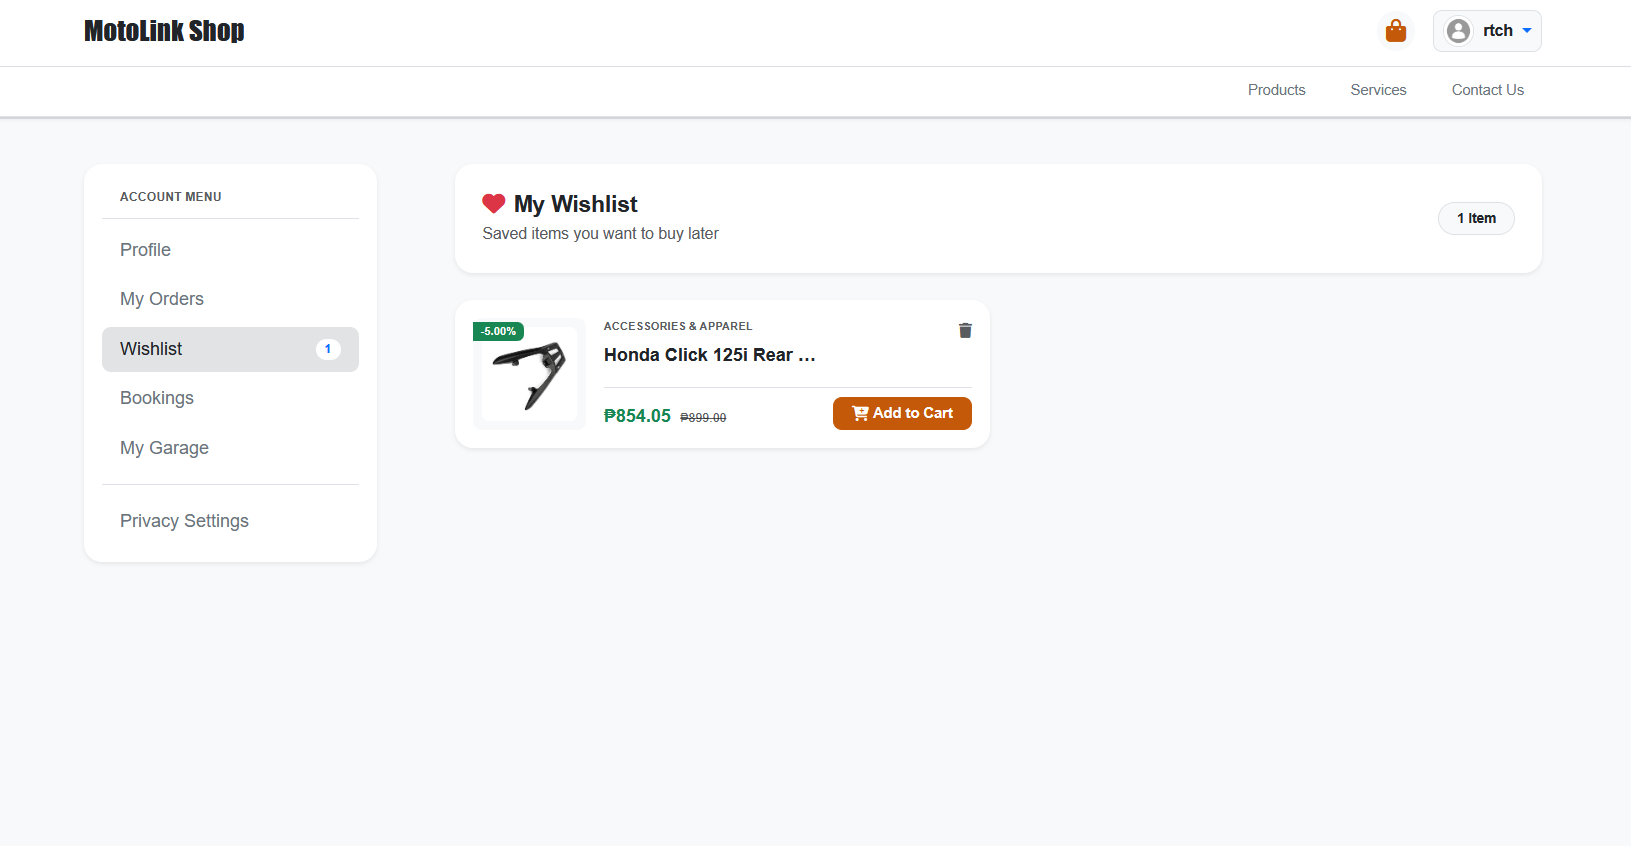 MotoLink Shop
rtch
Products Services Contact Us
ACCOUNT MENU
Profile
My Orders
Wishlist 1
Bookings
My Garage
Privacy Settings
My Wishlist
Saved items you want to buy later
1 Item
-5.00%
ACCESSORIES & APPAREL
Honda Click 125i Rear ...
₱854.05 ₱899.00
Add to Cart